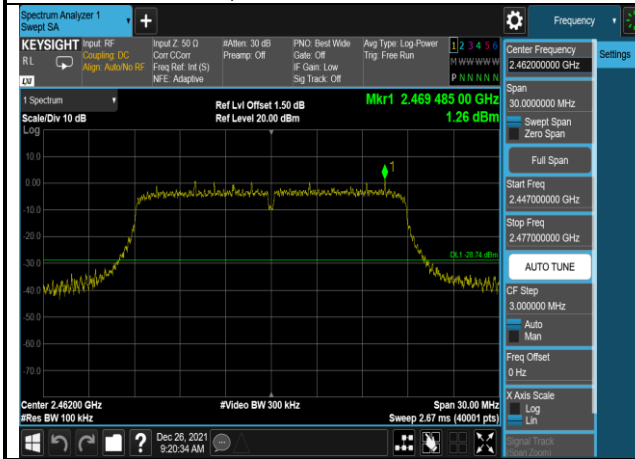 Spectrum Analyzer 1
Swept SA
+
Frequency
KEYSIGHT
RL
LXI
Input: RF
Coupling: DC
Align: Auto/No RF
Input Z: 50 Ω
Corr CCorr
Freq Ref: Int (S)
NFE: Adaptive
#Atten: 30 dB
Preamp: Off
PNO: Best Wide
Gate: Off
IF Gain: Low
Sig Track: Off
Avg Type: Log-Power
Trig: Free Run
1 2 3 4 5 6
M W W W W W
P N N N N N
1 Spectrum
Scale/Div 10 dB
Ref Lvl Offset 1.50 dB
Ref Level 20.00 dBm
Mkr1 2.469 485 00 GHz
1.26 dBm
Log
10.0
0.00
-10.0
-20.0
-30.0
-40.0
-50.0
-60.0
-70.0
1
DL1 -28.74 dBm
Center 2.46200 GHz
#Res BW 100 kHz
#Video BW 300 kHz
Span 30.00 MHz
Sweep 2.67 ms (40001 pts)
Dec 26, 2021
9:20:34 AM
?
Center Frequency
2.462000000 GHz
Settings
Span
30.0000000 MHz
Swept Span
Zero Span
Full Span
Start Freq
2.447000000 GHz
Stop Freq
2.477000000 GHz
AUTO TUNE
CF Step
3.000000 MHz
Auto
Man
Freq Offset
0 Hz
X Axis Scale
Log
Lin
Signal Track
(Span Zoom)